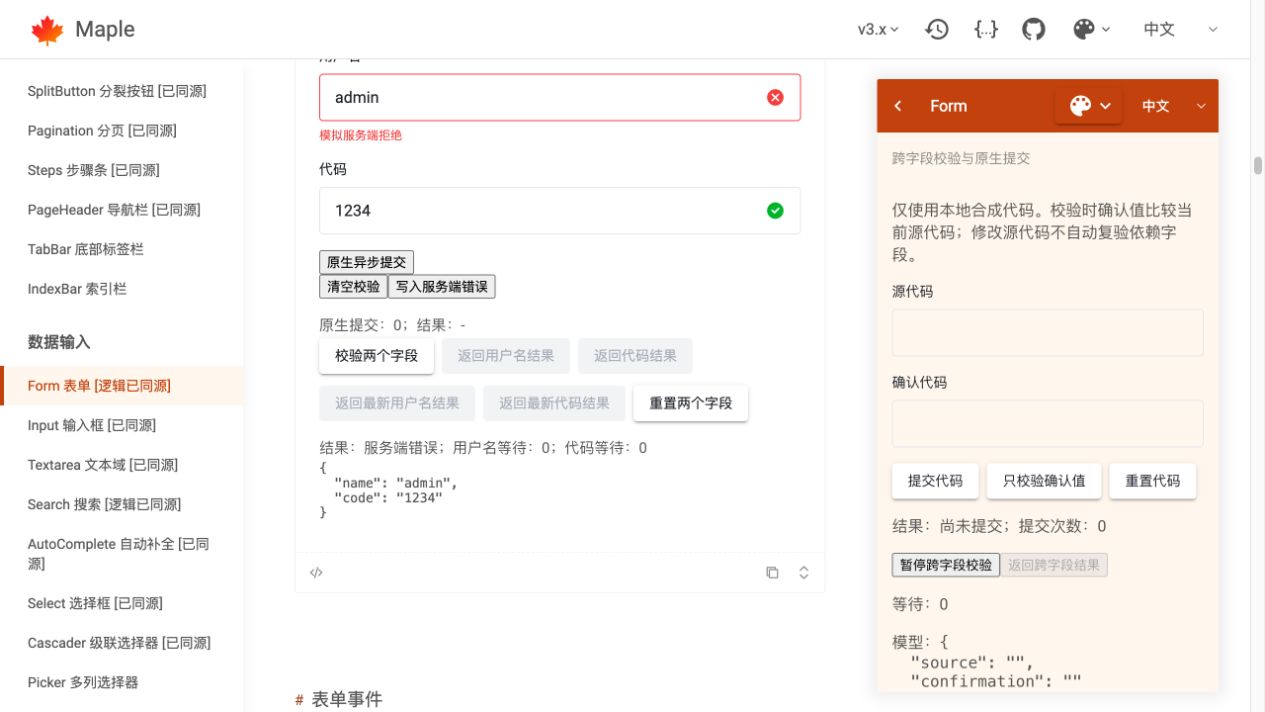 Maple
v3.x
中文
SplitButton 分裂按钮 [已同源]
Pagination 分页 [已同源]
Steps 步骤条 [已同源]
PageHeader 导航栏 [已同源]
TabBar 底部标签栏
IndexBar 索引栏
数据输入
Form 表单 [逻辑已同源]
Input 输入框 [已同源]
Textarea 文本域 [已同源]
Search 搜索 [逻辑已同源]
AutoComplete 自动补全 [已同
源]
Select 选择框 [已同源]
Cascader 级联选择器 [已同源]
Picker 多列选择器
admin
模拟服务端拒绝
代码
1234
原生异步提交
清空校验 写入服务端错误
原生提交：0；结果：-
校验两个字段 返回用户名结果 返回代码结果
返回最新用户名结果 返回最新代码结果 重置两个字段
结果：服务端错误；用户名等待：0；代码等待：0
{
"name": "admin",
"code": "1234"
}
# 表单事件
Form
中文
跨字段校验与原生提交
仅使用本地合成代码。校验时确认值比较当
前源代码；修改源代码不自动复验依赖字
段。
源代码
确认代码
提交代码 只校验确认值 重置代码
结果：尚未提交；提交次数：0
暂停跨字段校验 返回跨字段结果
等待：0
模型：{
"source": "",
"confirmation": ""